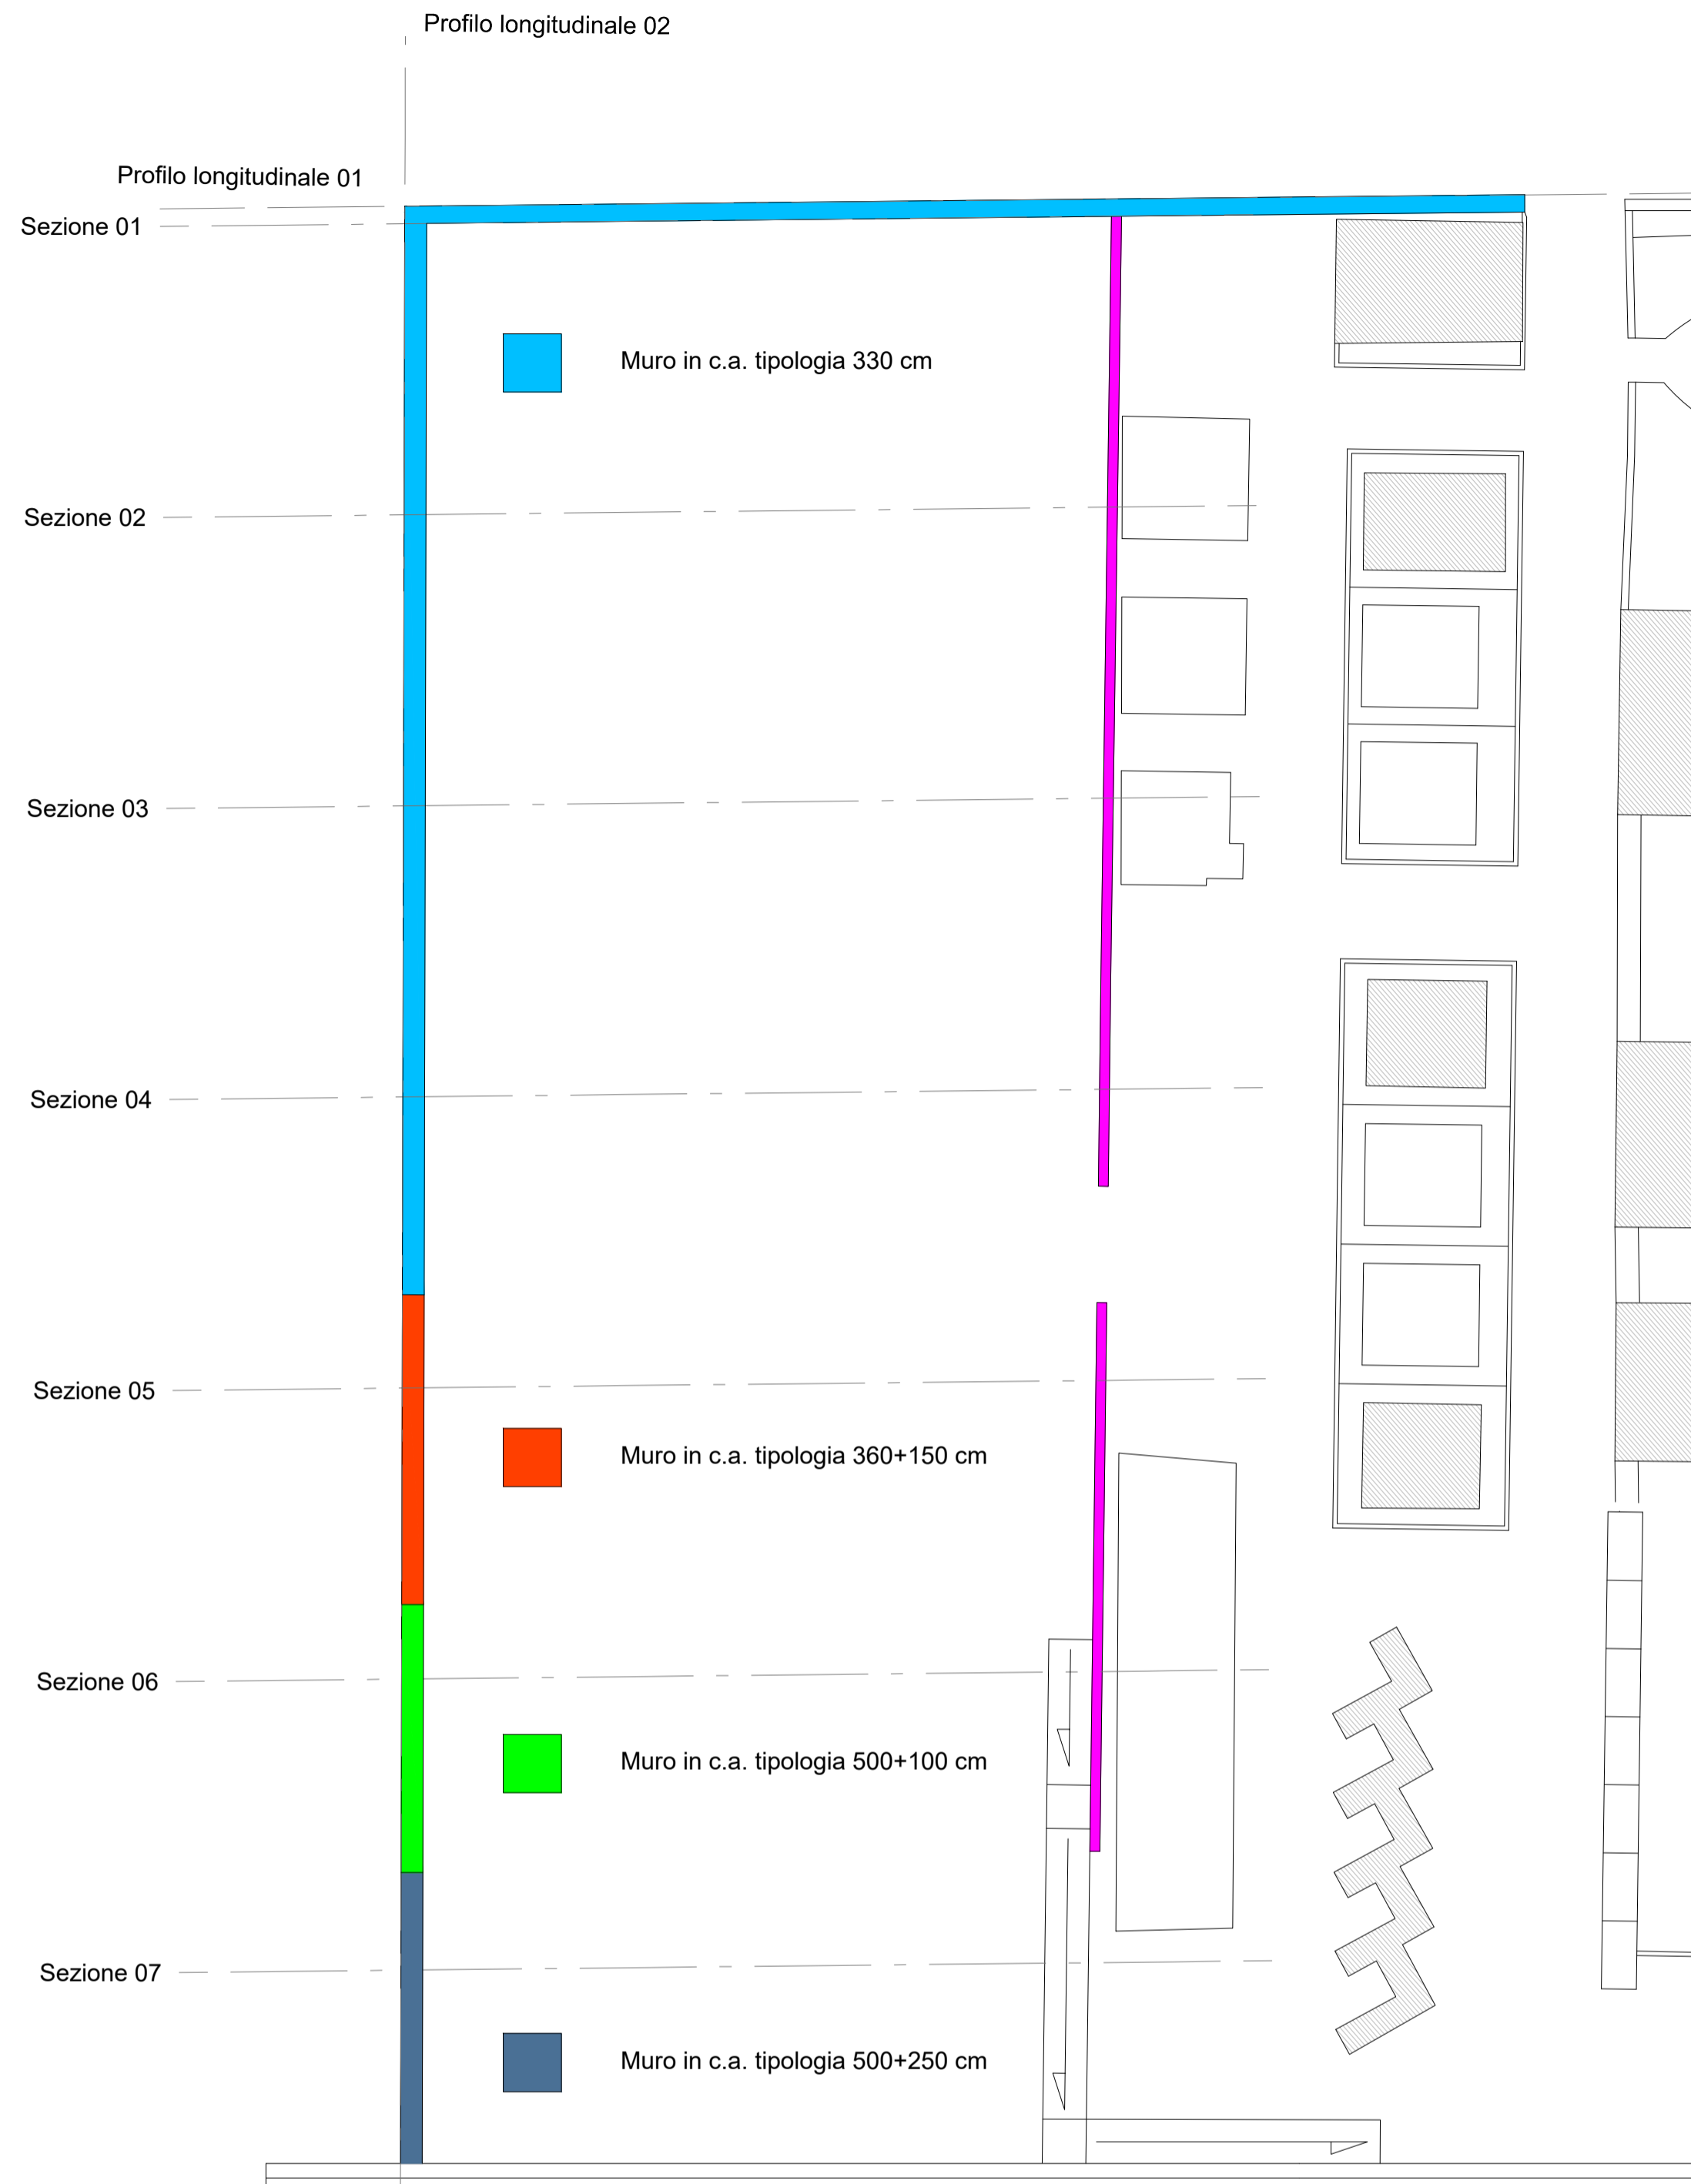 Profilo longitudinale 02
Profilo longitudinale 01
Sezione 01
Muro in c.a. tipologia 330 cm
Sezione 02
Sezione 03
Sezione 04
Sezione 05
Muro in c.a. tipologia 360+150 cm
Sezione 06
Muro in c.a. tipologia 500+100 cm
Sezione 07
Muro in c.a. tipologia 500+250 cm